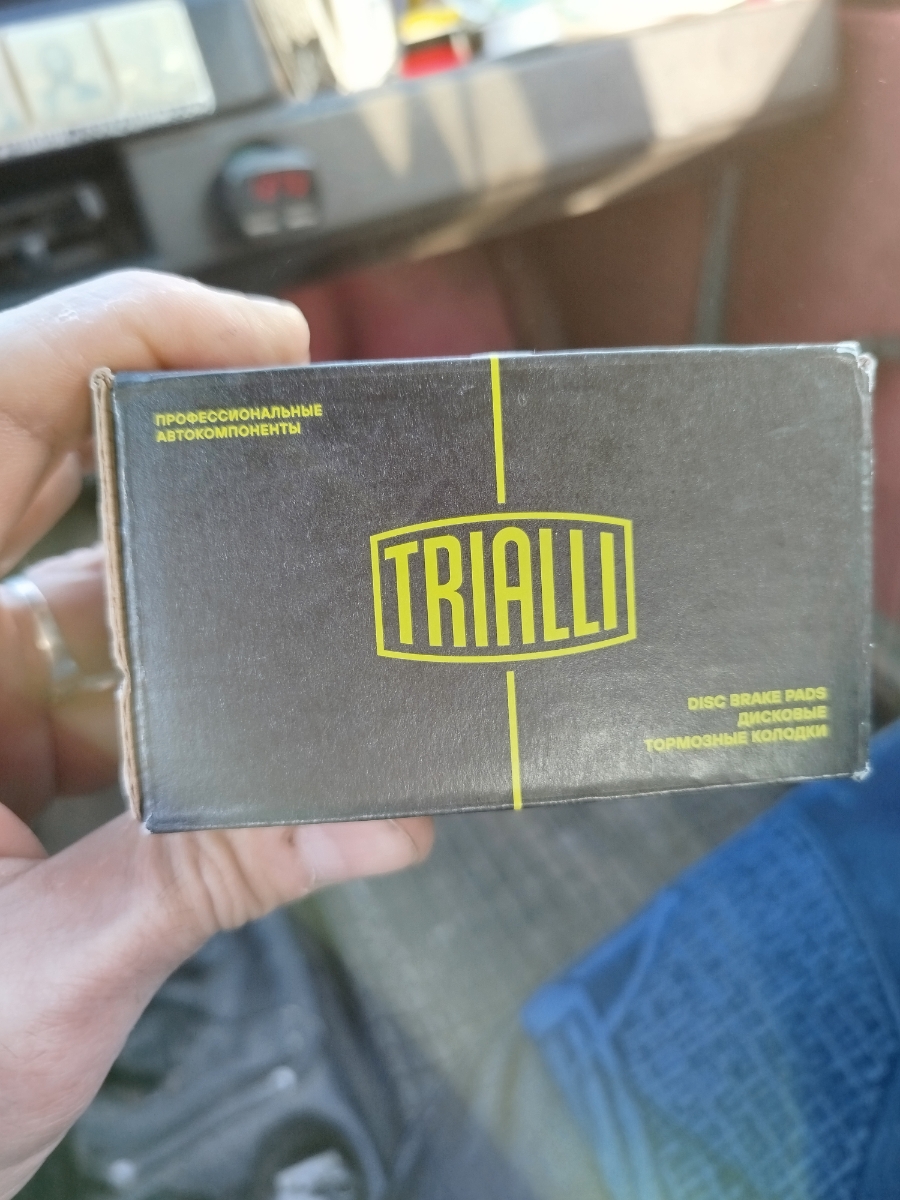 ПРОФЕССИОНАЛЬНЫЕ
АВТОКОМПОНЕНТЫ
TRIALLI
DISC BRAKE PADS
ДИСКОВЫЕ
ТОРМОЗНЫЕ КОЛОДКИ